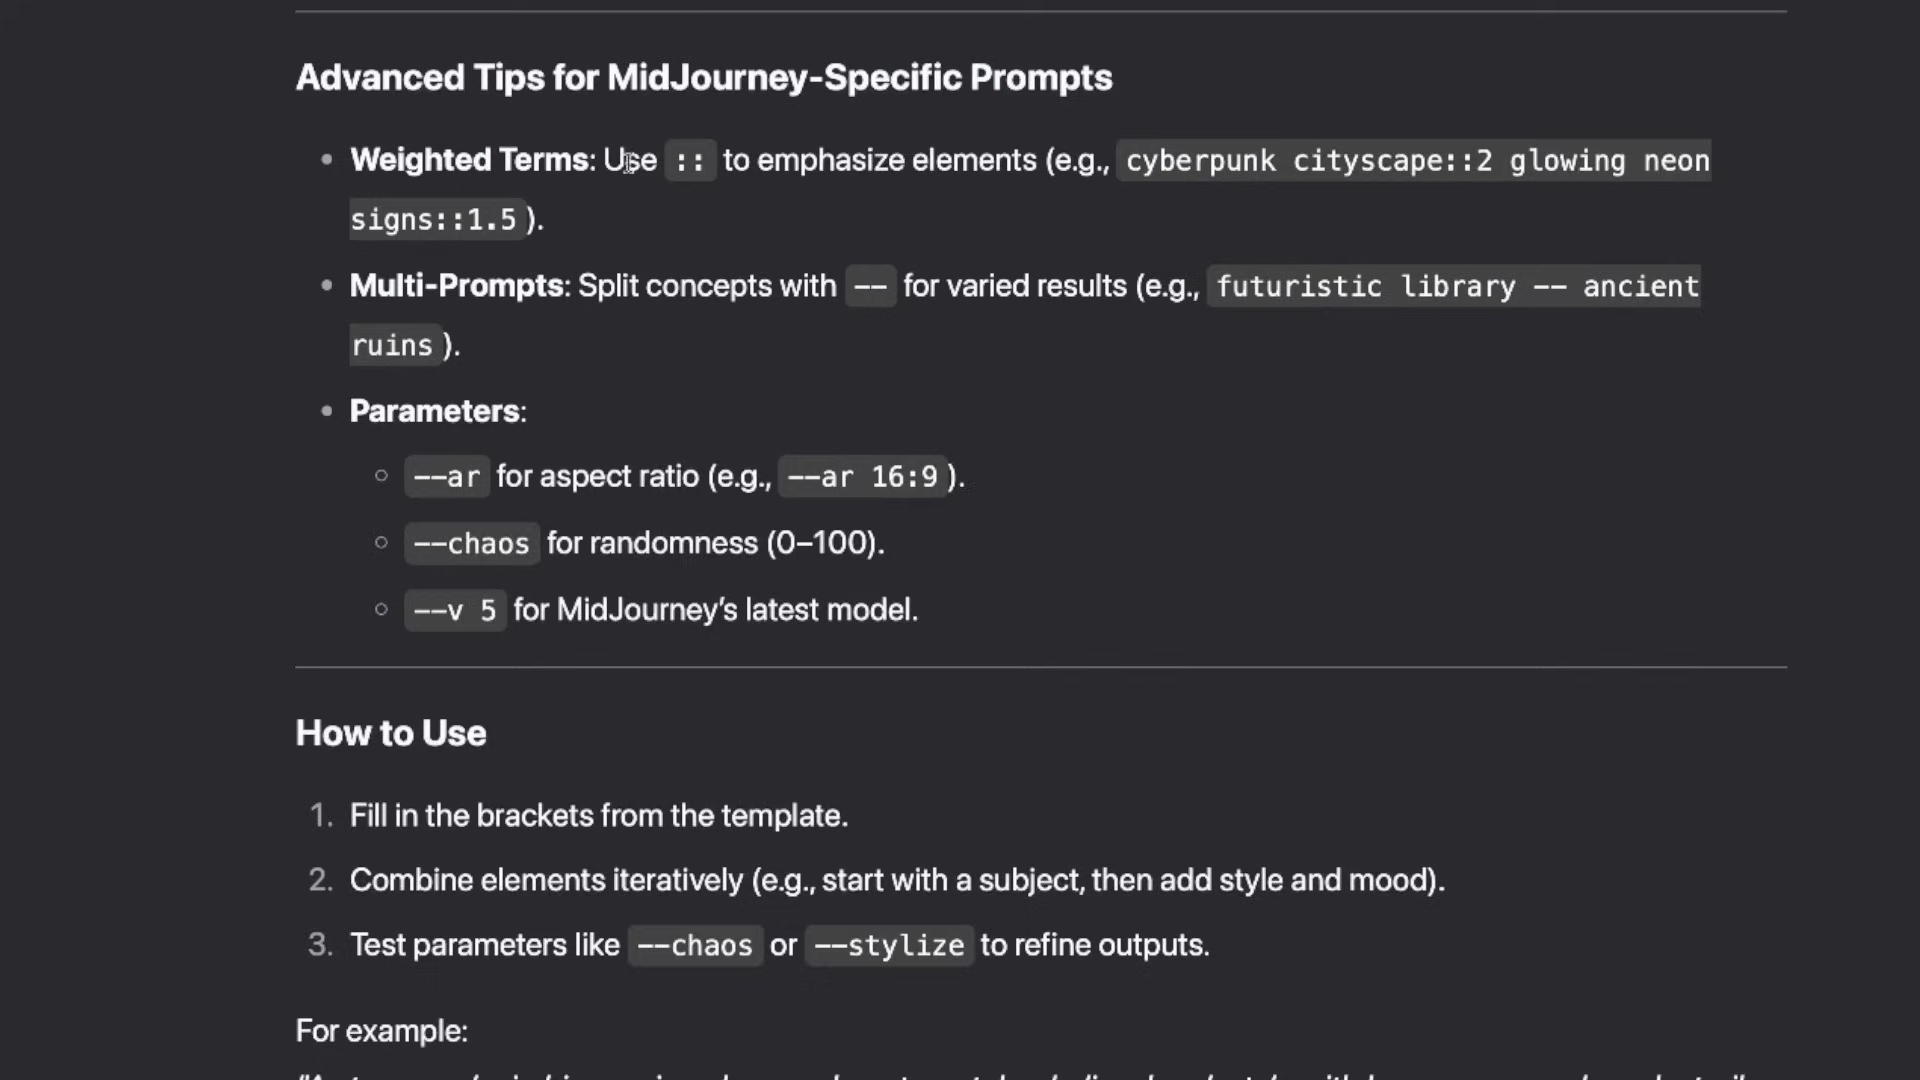 Advanced Tips for MidJourney-Specific Prompts
Weighted Terms: Use :: to emphasize elements (e.g., cyberpunk cityscape::2 glowing neon
signs::1.5 ).
Multi-Prompts: Split concepts with -- for varied results (e.g., futuristic library -- ancient
ruins ).
Parameters:
--ar for aspect ratio (e.g., --ar 16:9 ).
--chaos for randomness (0–100).
--v 5 for MidJourney’s latest model.
How to Use
1. Fill in the brackets from the template.
2. Combine elements iteratively (e.g., start with a subject, then add style and mood).
3. Test parameters like --chaos or --stylize to refine outputs.
For example: